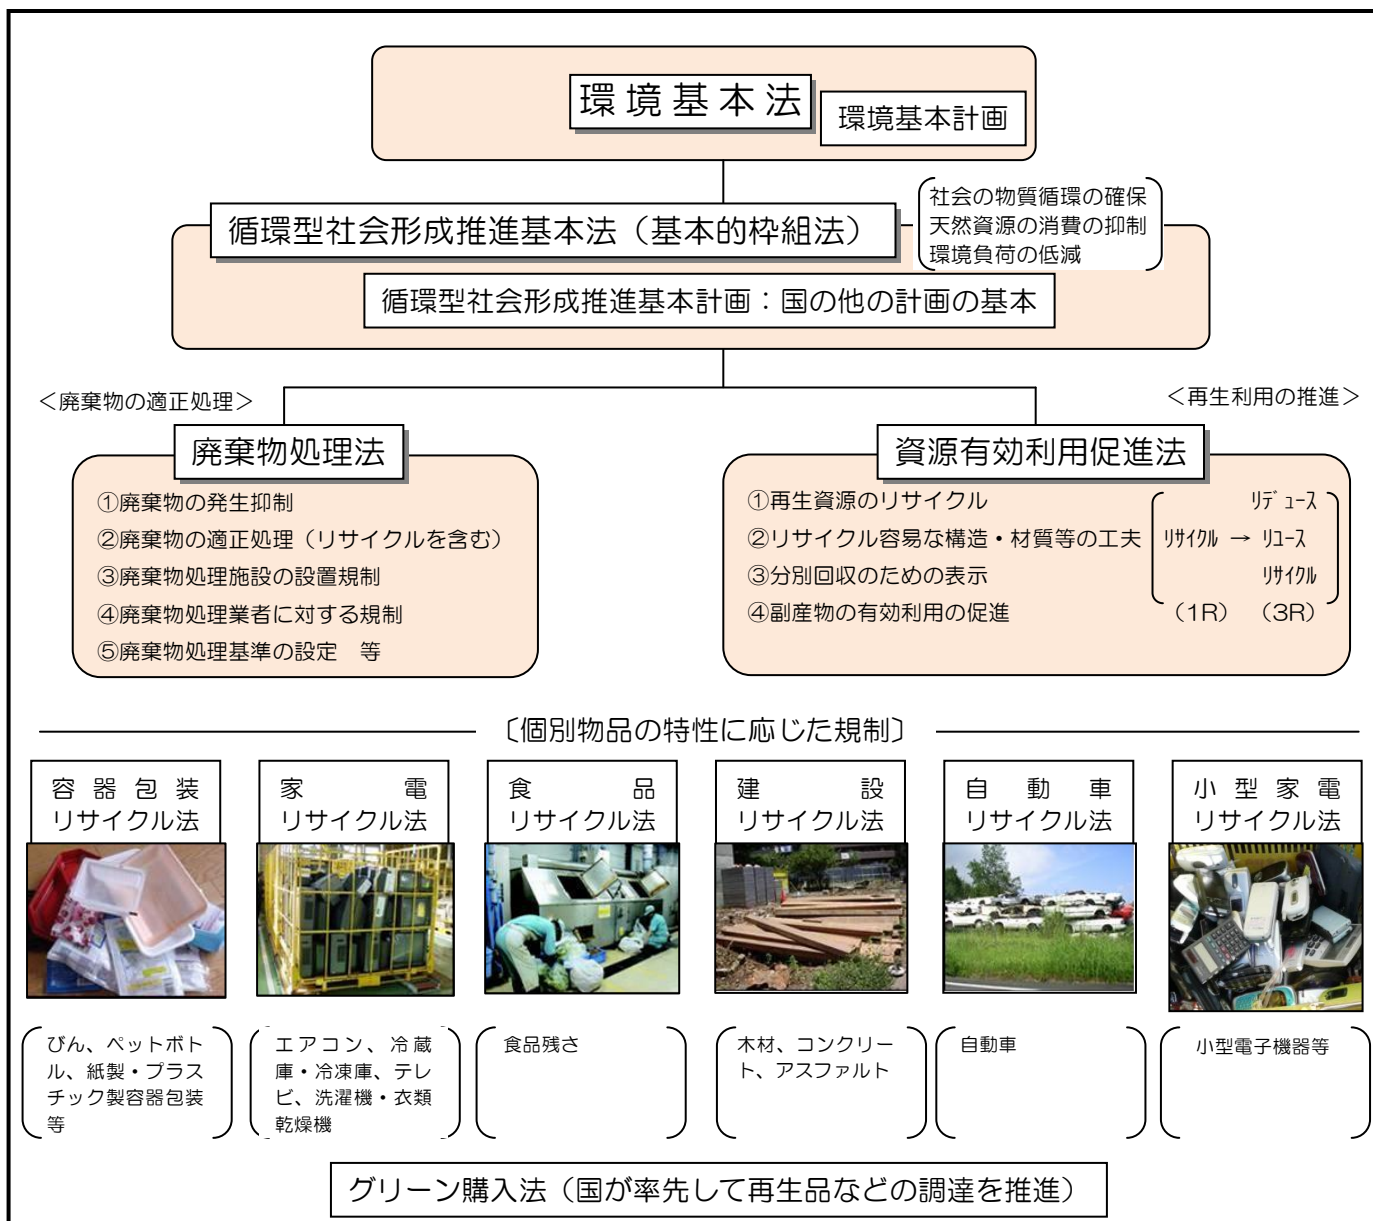 環境基本法
環境基本計画
循環型社会形成推進基本法（基本的枠組法）
社会の物質循環の確保
天然資源の消費の抑制
環境負荷の低減
循環型社会形成推進基本計画：国の他の計画の基本
＜廃棄物の適正処理＞
廃棄物処理法
①廃棄物の発生抑制
②廃棄物の適正処理（リサイクルを含む）
③廃棄物処理施設の設置規制
④廃棄物処理業者に対する規制
⑤廃棄物処理基準の設定　等
＜再生利用の推進＞
資源有効利用促進法
①再生資源のリサイクル
②リサイクル容易な構造・材質等の工夫
③分別回収のための表示
④副産物の有効利用の促進
ﾘﾃﾞｭｰｽ
ﾘｻｲｸﾙ → ﾘﾕｰｽ
ﾘｻｲｸﾙ
（1R）　（3R）
〔個別物品の特性に応じた規制〕
容器包装
リサイクル法
びん、ペットボト
ル、紙製・プラス
チック製容器包装
等
家電
リサイクル法
エアコン、冷蔵
庫・冷凍庫、テレ
ビ、洗濯機・衣類
乾燥機
食品
リサイクル法
食品残さ
建設
リサイクル法
木材、コンクリー
ト、アスファルト
自動車
リサイクル法
自動車
小型家電
リサイクル法
小型電子機器等
グリーン購入法（国が率先して再生品などの調達を推進）